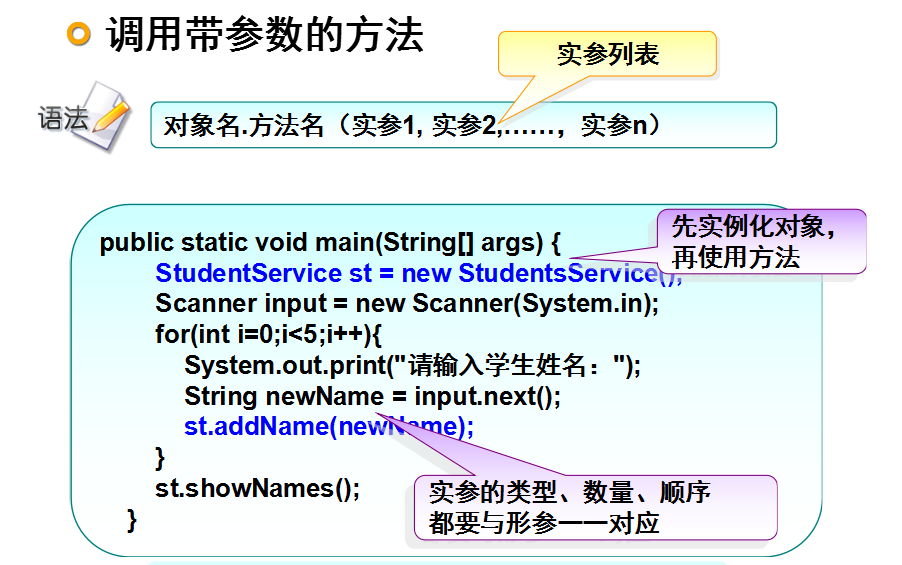 调用带参数的方法
实参列表
语法
对象名.方法名（实参1, 实参2,……，实参n）
先实例化对象，
再使用方法
public static void main(String[] args) {
StudentService st = new StudentsService();
Scanner input = new Scanner(System.in);
for(int i=0;i<5;i++){
System.out.print("请输入学生姓名：");
String newName = input.next();
st.addName(newName);
}
st.showNames();
}
实参的类型、数量、顺序
都要与形参一一对应